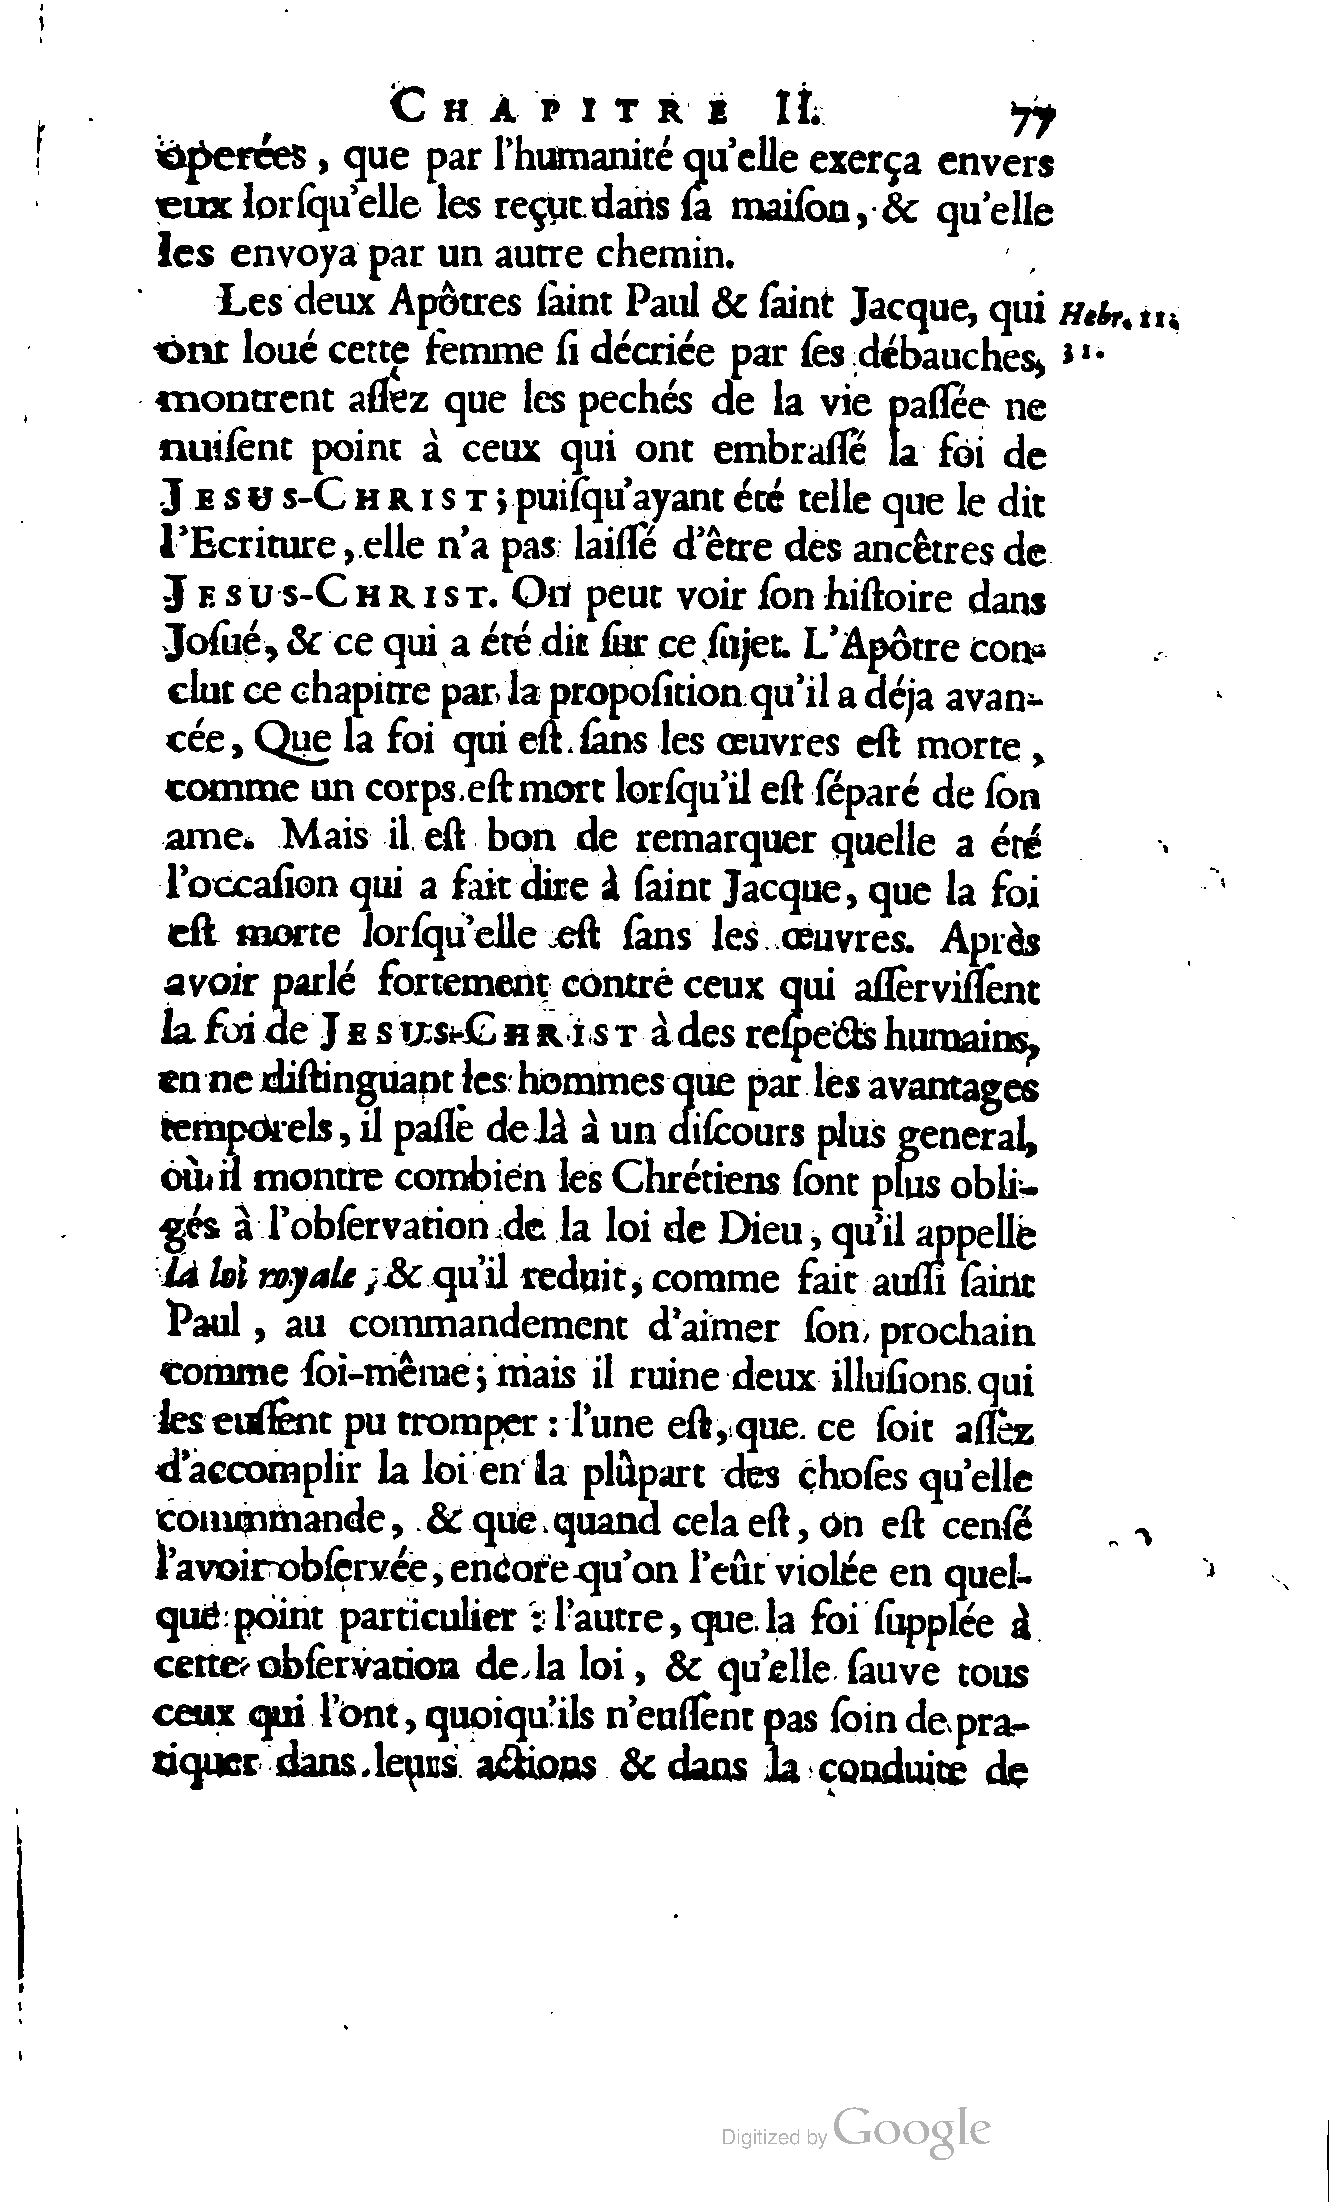 CHAPITRE II. 77
operées, que par l'humanité qu'elle exerça envers
eux lorſqu'elle les reçut dans ſa maiſon, & qu'elle
les envoya par un autre chemin.
Les deux Apôtres ſaint Paul & ſaint Jacque, qui Hebr. 11.
ont loué cette femme ſi décriée par ſes débauches, 31.
montrent aſſez que les pechés de la vie paſſée ne
nuiſent point à ceux qui ont embraſſé la foi de
JESUS-CHRIST; puiſqu'ayant été telle que le dit
l'Ecriture, elle n'a pas laiſſé d'être des ancêtres de
JESUS-CHRIST. On peut voir ſon hiſtoire dans
Joſué, & ce qui a été dit ſur ce ſujet. L'Apôtre con-
clut ce chapitre par la propoſition qu'il a déja avan-
cée, Que la foi qui eſt ſans les œuvres eſt morte,
comme un corps eſt mort lorſqu'il eſt ſéparé de ſon
ame. Mais il eſt bon de remarquer quelle a été
l'occaſion qui a fait dire à ſaint Jacque, que la foi
eſt morte lorſqu'elle eſt ſans les œuvres. Après
avoir parlé fortement contre ceux qui aſſerviſſent
la foi de JESUS-CHRIST à des reſpects humains,
en ne diſtinguant les hommes que par les avantages
temporels, il paſſe de là à un diſcours plus general,
où il montre combien les Chrétiens ſont plus obli-
gés à l'obſervation de la loi de Dieu, qu'il appelle
la loi royale, & qu'il reduit, comme fait auſſi ſaint
Paul, au commandement d'aimer ſon prochain
comme ſoi-même; mais il ruine deux illuſions qui
les euſſent pu tromper : l'une eſt, que ce ſoit aſſez
d'accomplir la loi en la plûpart des choſes qu'elle
commande, & que quand cela eſt, on eſt cenſé
l'avoir obſervée, encore qu'on l'eût violée en quel-
que point particulier : l'autre, que la foi ſupplée à
cette obſervation de la loi, & qu'elle ſauve tous
ceux qui l'ont, quoiqu'ils n'euſſent pas ſoin de pra-
tiquer dans leurs actions & dans la conduite de
Digitized by Google